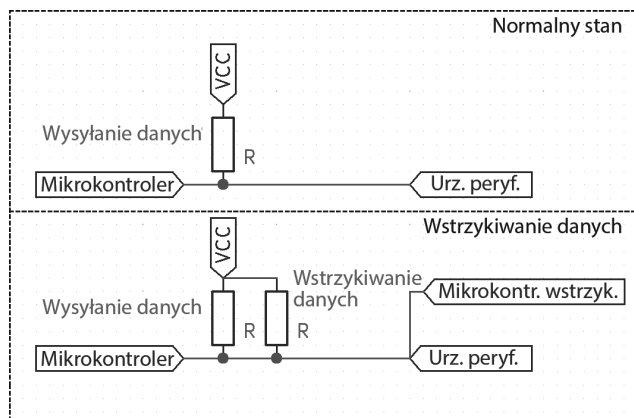 Normalny stan
VCC
Wysyłanie danych
R
Mikrokontroler
Urz. peryf.
Wstrzykiwanie danych
VCC
Wstrzykiwanie
danych
Mikrokontr. wstrzyk.
Wysyłanie danych
R
R
Mikrokontroler
Urz. peryf.